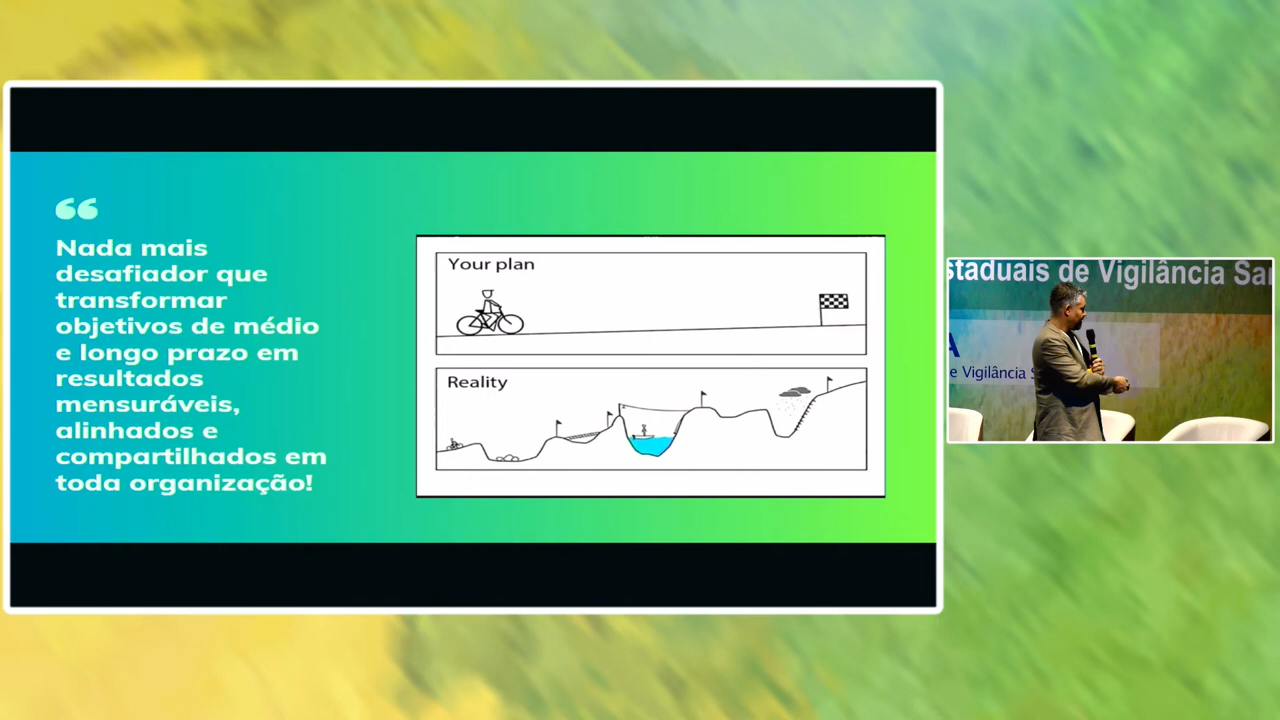 “
Nada mais
desafiador que
transformar
objetivos de médio
e longo prazo em
resultados
mensuráveis,
alinhados e
compartilhados em
toda organização!
Your plan
Reality
staduais de Vigilância Sa
A
e Vigilância S